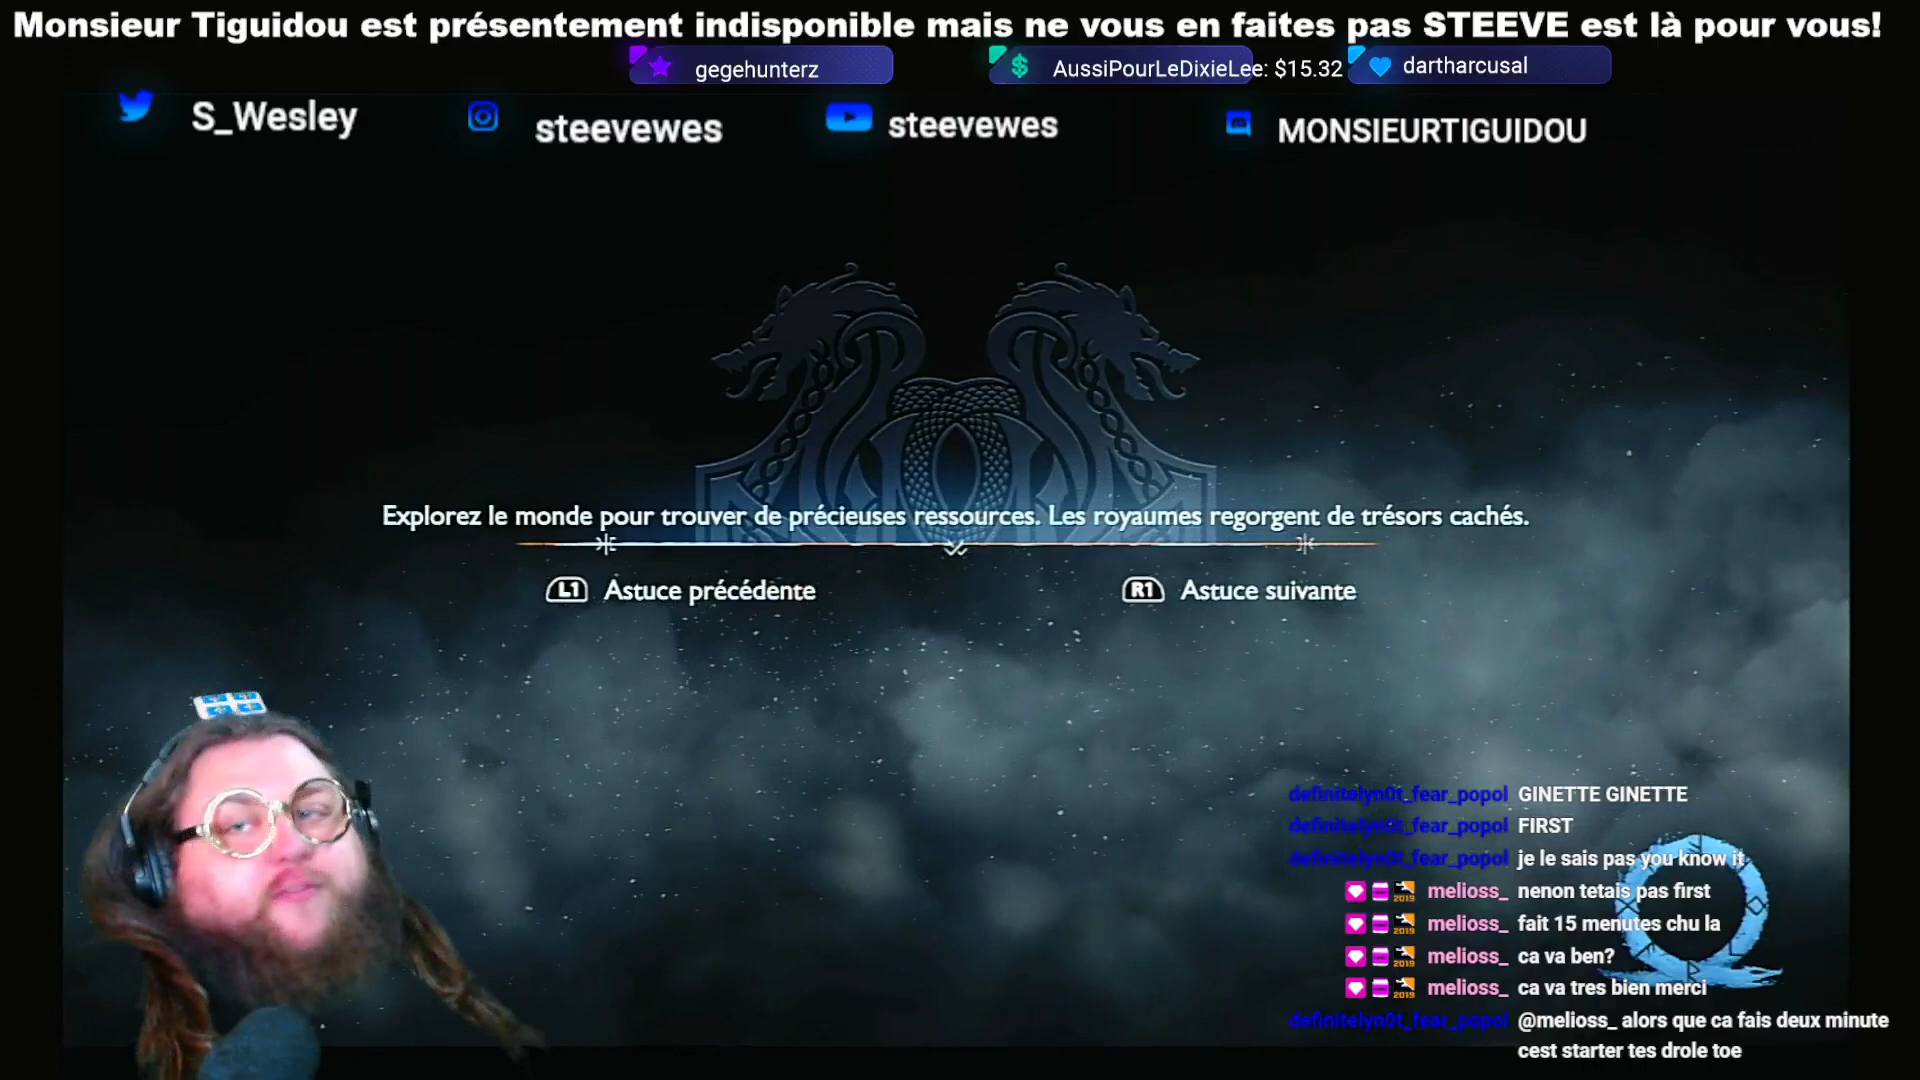 Monsieur Tiguidou est présentement indisponible mais ne vous en faites pas STEEVE est là pour vous!
gegehunterz
AussiPourLeDixieLee: $15.32
dartharcusal
S_Wesley
steevewes
steevewes
MONSIEURTIGUIDOU
Explorez le monde pour trouver de précieuses ressources. Les royaumes regorgent de trésors cachés.
L1 Astuce précédente
R1 Astuce suivante
definitelyn0t_fear_popol GINETTE GINETTE
definitelyn0t_fear_popol FIRST
definitelyn0t_fear_popol je le sais pas you know it
2019 melioss_ nenon tetais pas first
2019 melioss_ fait 15 menutes chu la
2019 melioss_ ca va ben?
2019 melioss_ ca va tres bien merci
definitelyn0t_fear_popol @melioss_ alors que ca fais deux minute
cest starter tes drole toe